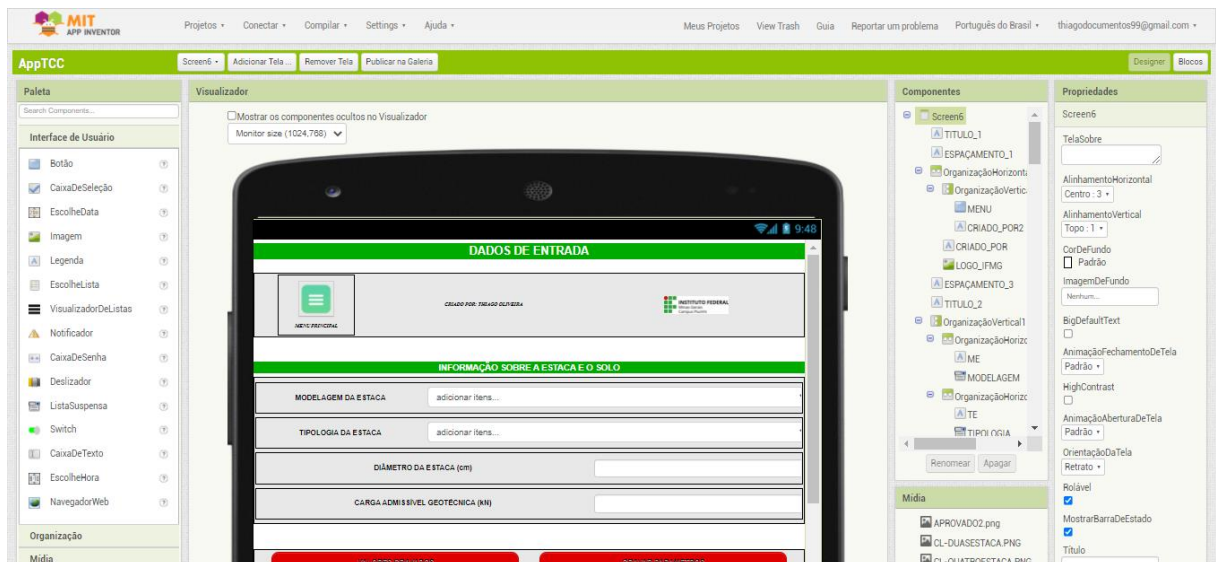 MIT
APP INVENTOR
Projetos
Conectar
Compilar
Settings
Ajuda
Meus Projetos
View Trash
Guia
Reportar um problema
Português do Brasil
thiagodocumentos99@gmail.com
AppTCC
Screen6
Adicionar Tela ...
Remover Tela
Publicar na Galeria
Designer
Blocos
Paleta
Search Components...
Interface de Usuário
Botão
CaixaDeSeleção
EscolheData
Imagem
Legenda
EscolheLista
VisualizadorDeListas
Notificador
CaixaDeSenha
Deslizador
ListaSuspensa
Switch
CaixaDeTexto
EscolheHora
NavegadorWeb
Organização
Mídia
Visualizador
Mostrar os componentes ocultos no Visualizador
Monitor size (1024,768)
9:48
DADOS DE ENTRADA
MENU PRINCIPAL
CRIADO POR: THIAGO OLIVEIRA
INSTITUTO FEDERAL
Minas Gerais
INFORMAÇÃO SOBRE A ESTACA E O SOLO
MODELAGEM DA ESTACA
adicionar itens...
TIPOLOGIA DA ESTACA
adicionar itens...
DIÂMETRO DA ESTACA (cm)
CARGA ADMISSÍVEL GEOTÉCNICA (kN)
Componentes
Screen6
TITULO_1
ESPAÇAMENTO_1
OrganizaçãoHorizonta
OrganizaçãoVertic
MENU
CRIADO_POR2
CRIADO_POR
LOGO_IFMG
ESPAÇAMENTO_3
TITULO_2
OrganizaçãoVertical1
OrganizaçãoHorizo
ME
MODELAGEM
OrganizaçãoHorizo
TE
TIPOLOGIA
Renomear
Apagar
Mídia
APROVADO2.png
CL-DUASESTACA.PNG
CL-QUATROESTACA.PNG
Propriedades
Screen6
TelaSobre
AlinhamentoHorizontal
Centro : 3
AlinhamentoVertical
Topo : 1
CorDeFundo
Padrão
ImagemDeFundo
Nenhum...
BigDefaultText
AnimaçãoFechamentoDeTela
Padrão
HighContrast
AnimaçãoAberturaDeTela
Padrão
OrientaçãoDaTela
Retrato
Rolável
MostrarBarraDeEstado
Título